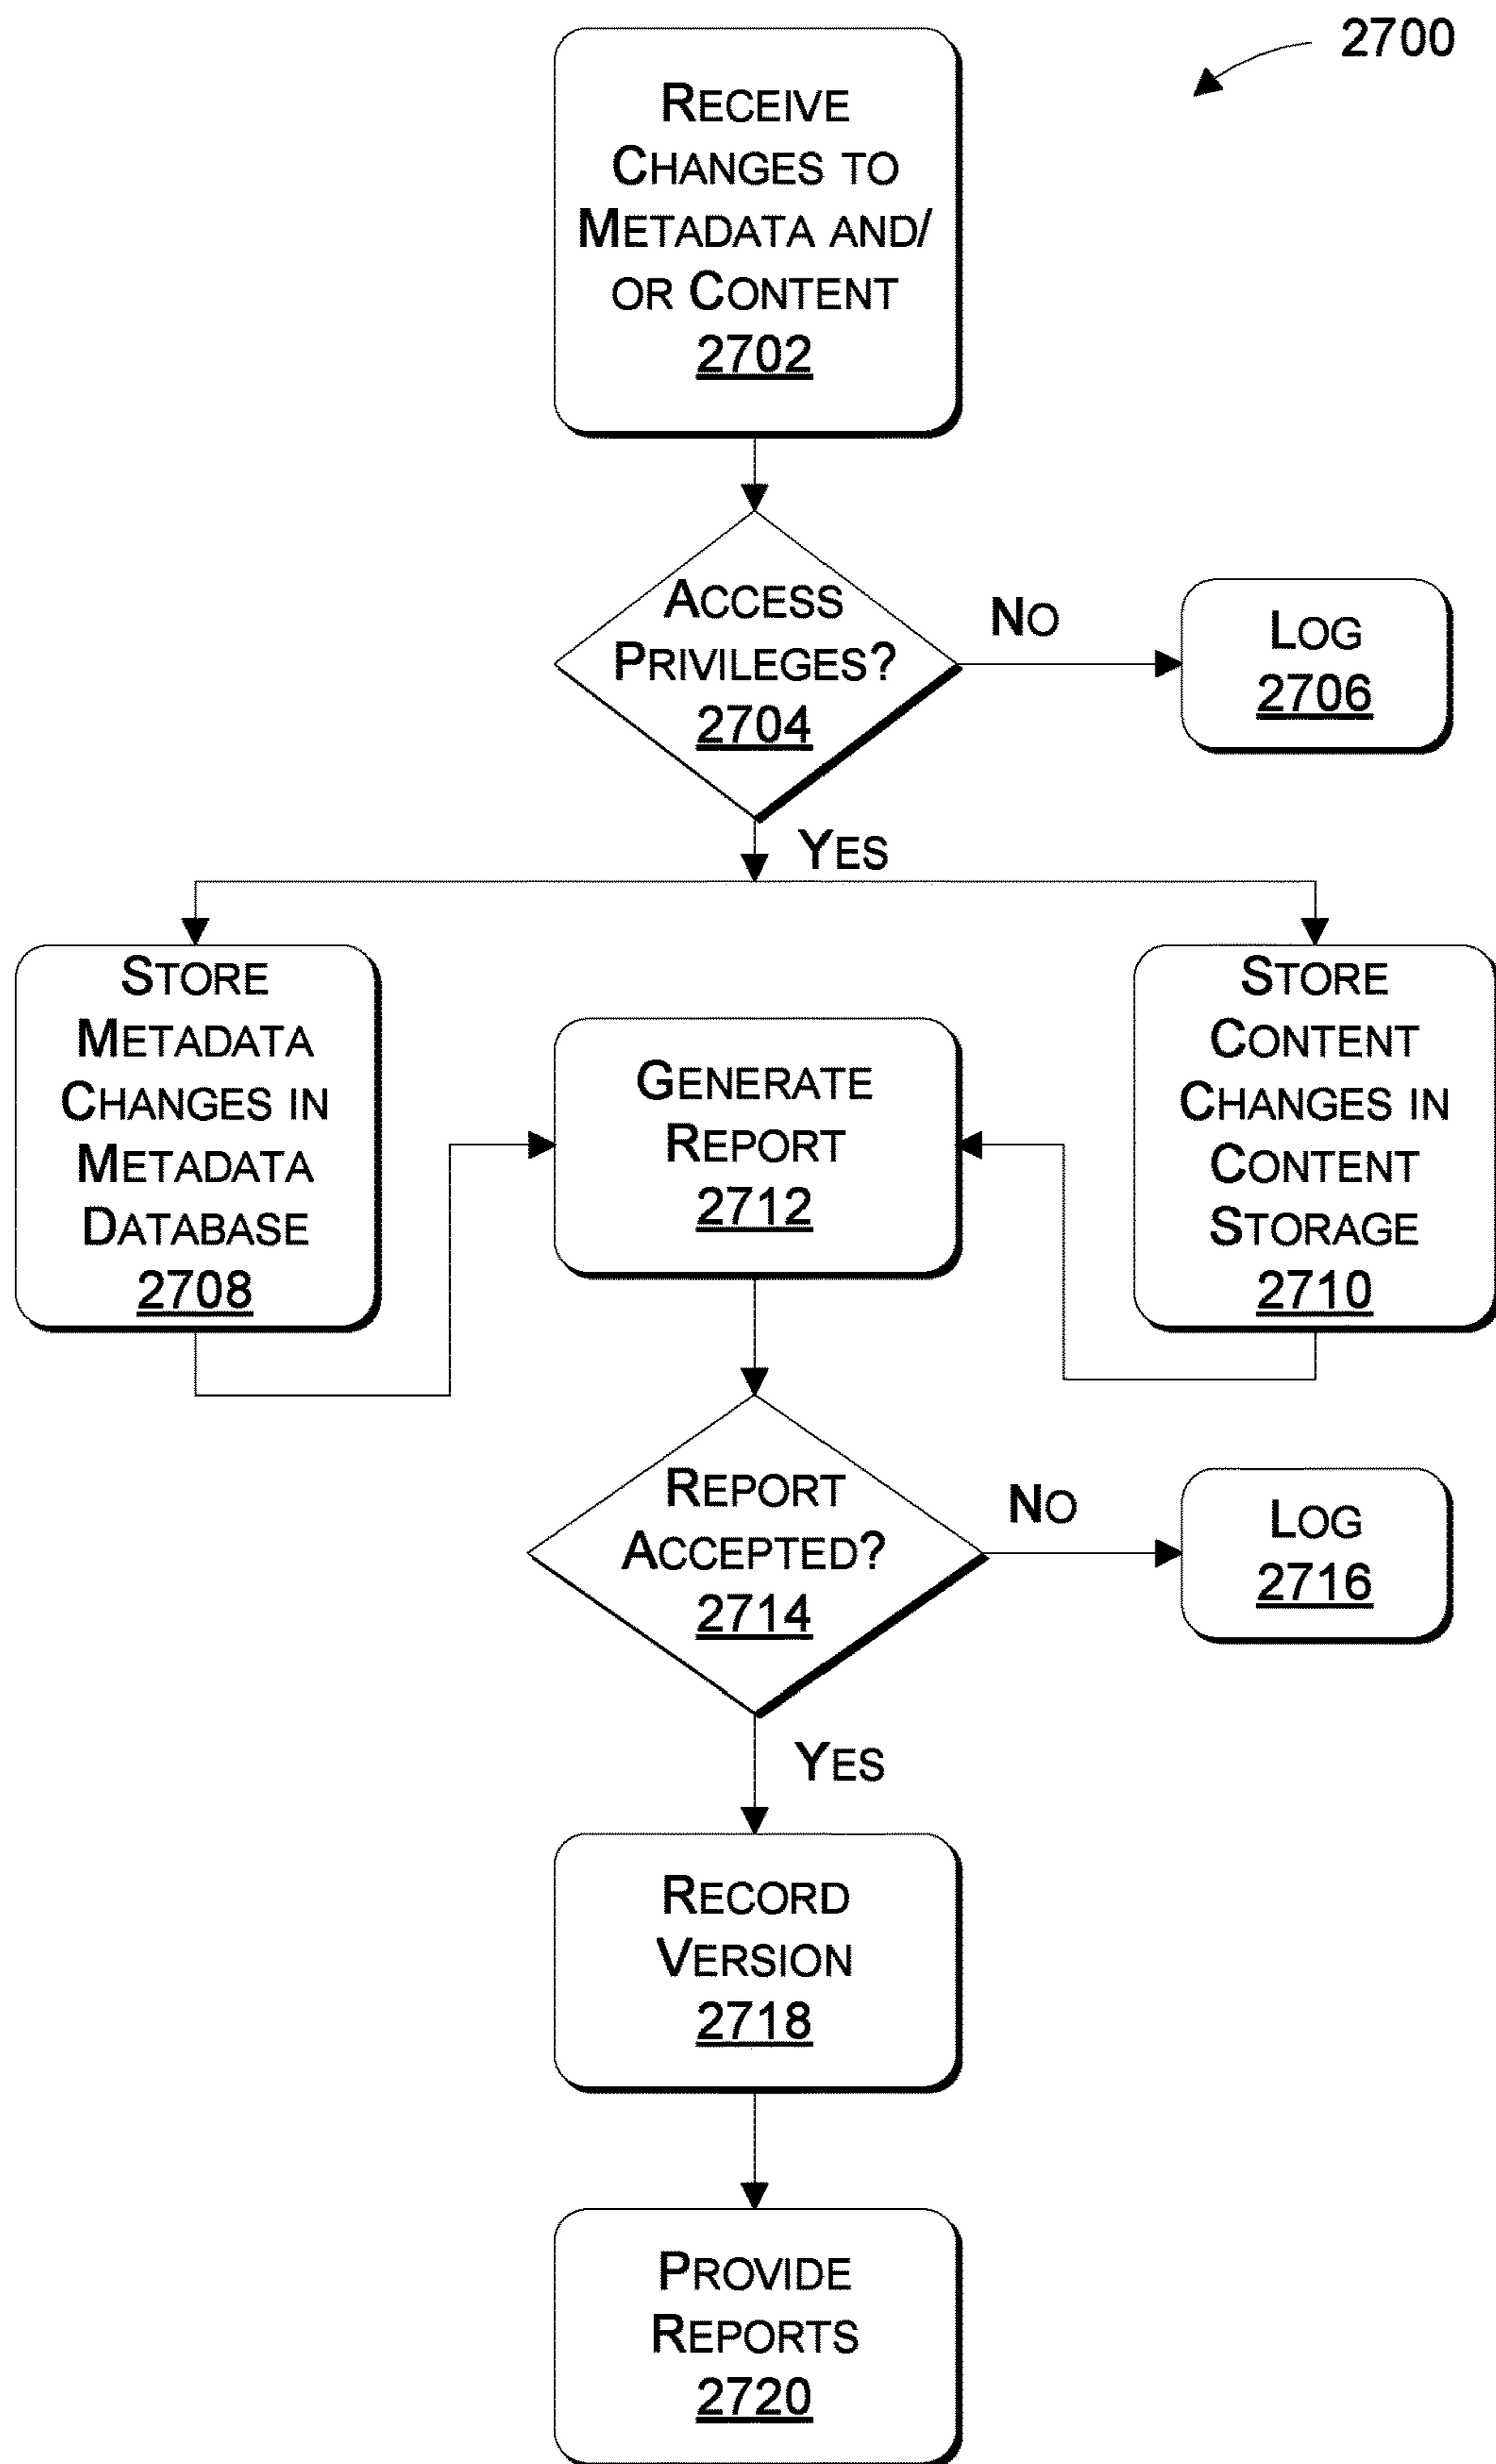 2700
RECEIVE
CHANGES TO
METADATA AND/
OR CONTENT
2702
ACCESS
PRIVILEGES?
2704
NO
LOG
2706
YES
STORE
METADATA
CHANGES IN
METADATA
DATABASE
2708
GENERATE
REPORT
2712
STORE
CONTENT
CHANGES IN
CONTENT
STORAGE
2710
REPORT
ACCEPTED?
2714
NO
LOG
2716
YES
RECORD
VERSION
2718
PROVIDE
REPORTS
2720